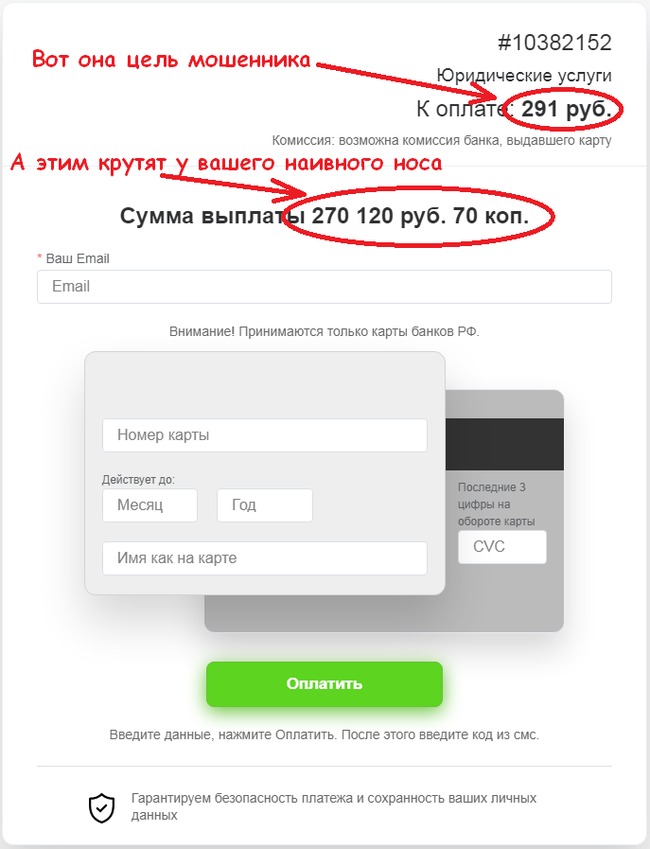 #10382152
Вот она цель мошенника
Юридические услуги
К оплате: 291 руб.
Комиссия: возможна комиссия банка, выдавшего карту
А этим крутят у вашего наивного носа
Сумма выплаты 270 120 руб. 70 коп.
* Ваш Email
Email
Внимание! Принимаются только карты банков РФ.
Номер карты
Действует до:
Месяц Год
Имя как на карте
Последние 3
цифры на
обороте карты
CVC
Оплатить
Введите данные, нажмите Оплатить. После этого введите код из смс.
Гарантируем безопасность платежа и сохранность ваших личных
данных